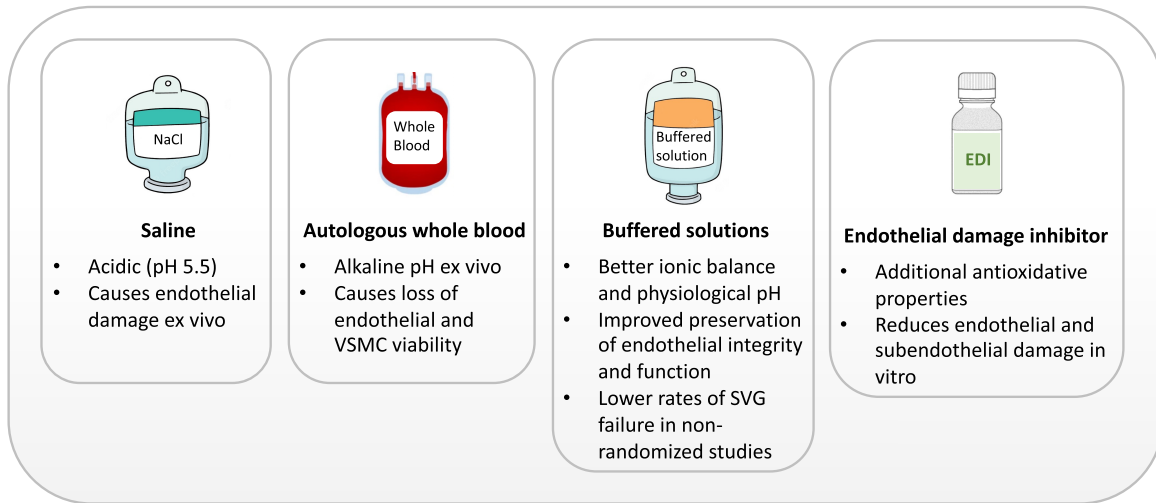 NaCl
Saline
• Acidic (pH 5.5)
• Causes endothelial
damage ex vivo
Whole
Blood
Autologous whole blood
• Alkaline pH ex vivo
• Causes loss of
endothelial and
VSMC viability
Buffered
solution
Buffered solutions
• Better ionic balance
and physiological pH
• Improved preservation
of endothelial integrity
and function
• Lower rates of SVG
failure in non-
randomized studies
EDI
Endothelial damage inhibitor
• Additional antioxidative
properties
• Reduces endothelial and
subendothelial damage in
vitro